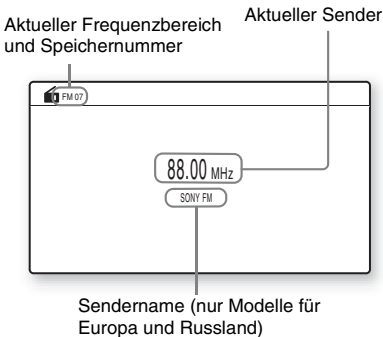 Aktueller Frequenzbereich
und Speichernummer
Aktueller Sender
FM 07
88.00 MHz
SONY FM
Sendername (nur Modelle für
Europa und Russland)